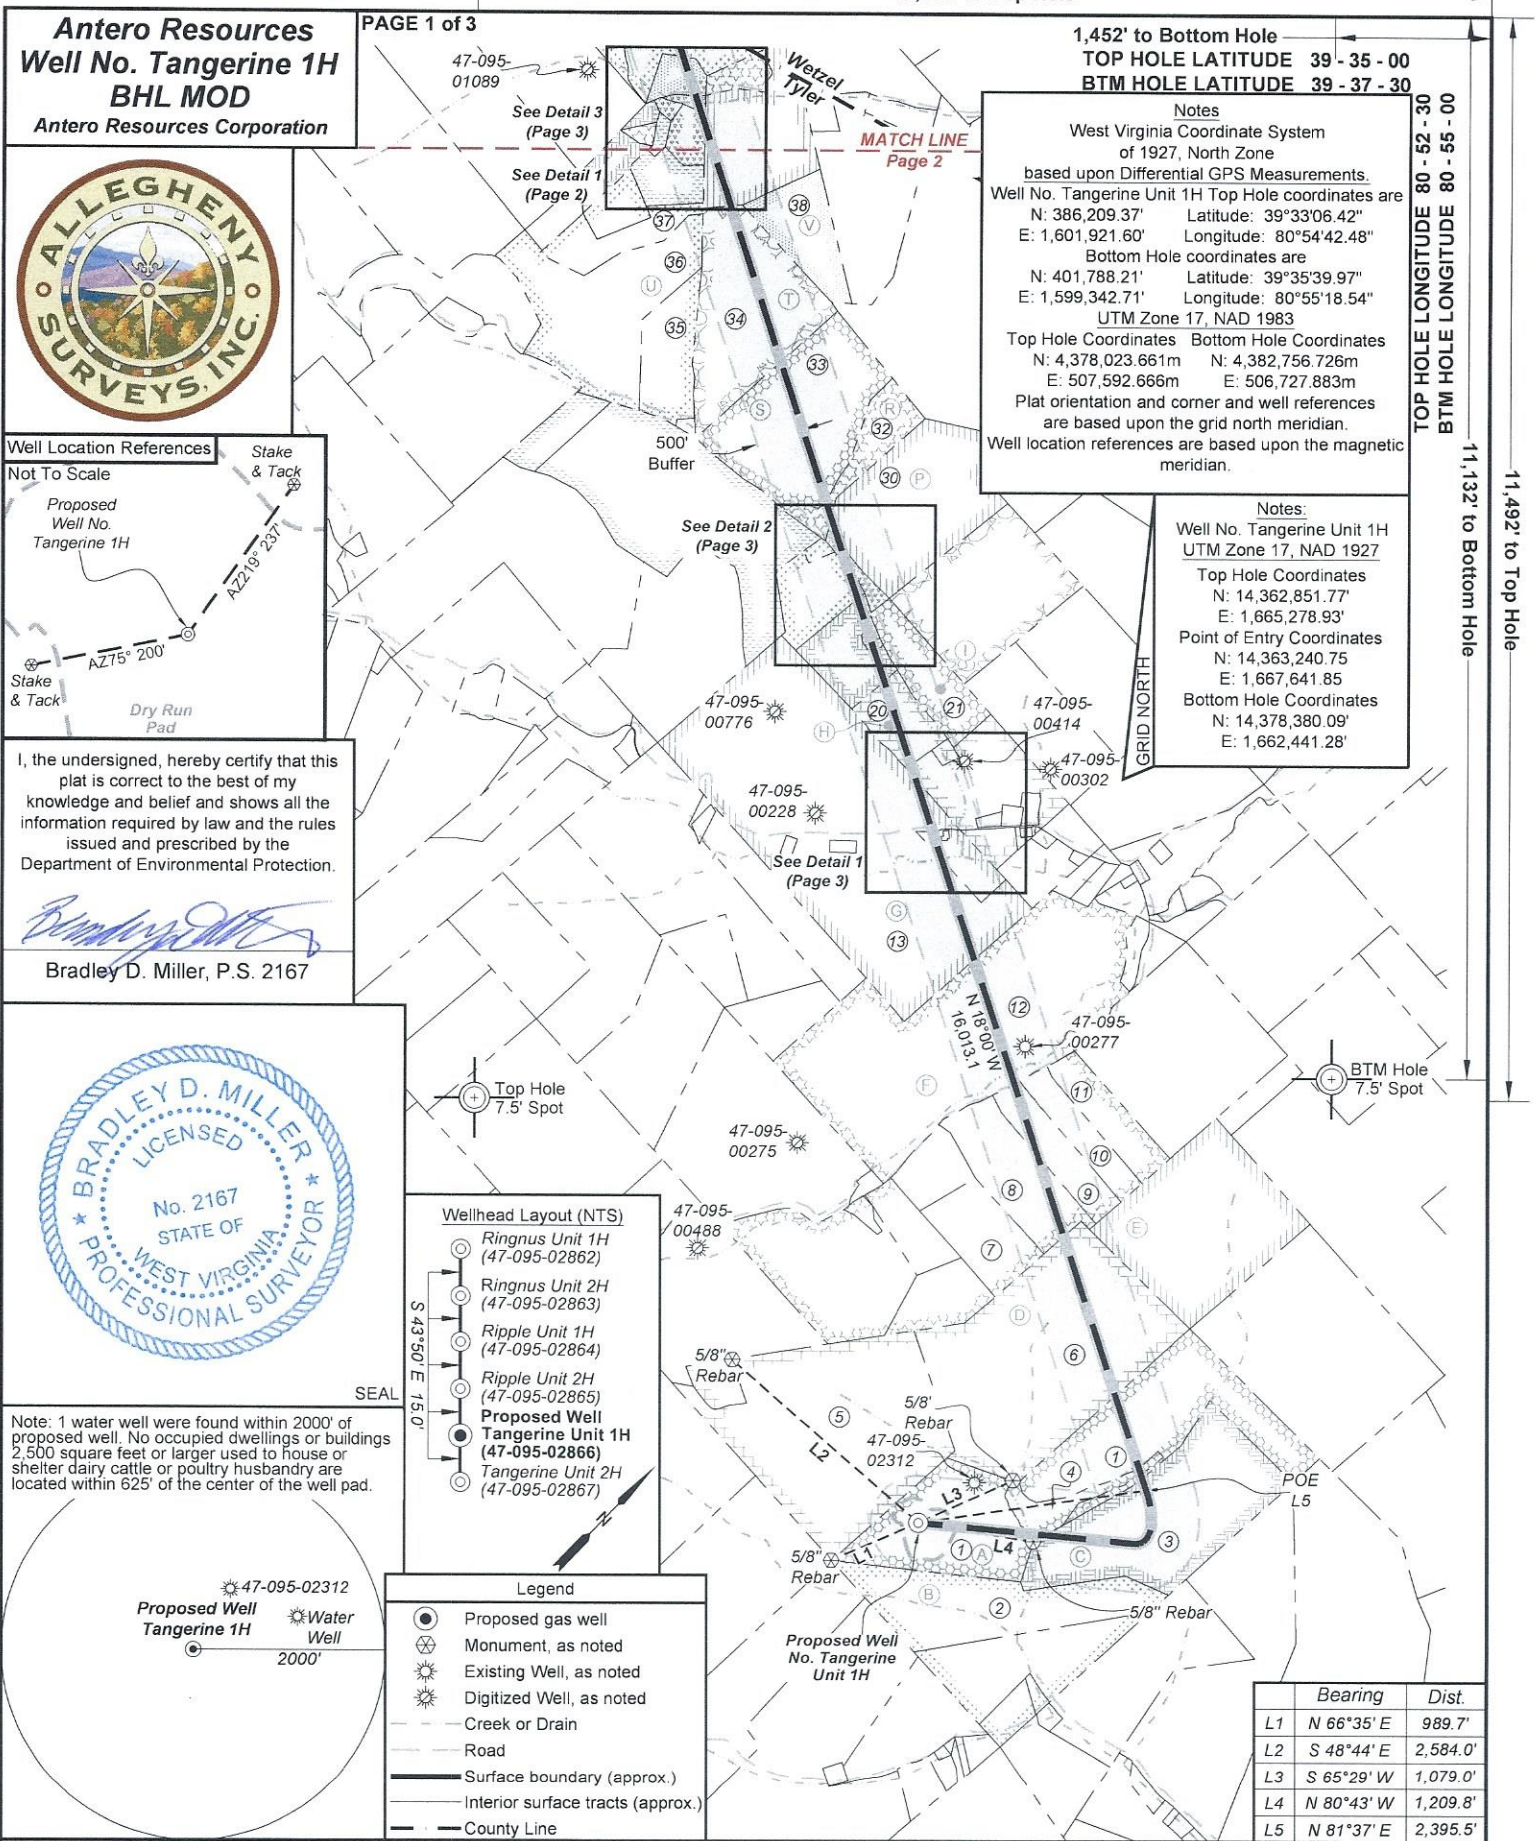 Antero Resources
Well No. Tangerine 1H
BHL MOD
Antero Resources Corporation
PAGE 1 of 3
1,452' to Bottom Hole
TOP HOLE LATITUDE 39 - 35 - 00
BTM HOLE LATITUDE 39 - 37 - 30
TOP HOLE LONGITUDE 80 - 52 - 30
BTM HOLE LONGITUDE 80 - 55 - 00
11,132' to Bottom Hole
11,492' to Top Hole
ALLEGHENY
SURVEYS, INC.
47-095-
01089
See Detail 3
(Page 3)
See Detail 1
(Page 2)
Wetzel
Tyler
MATCH LINE
Page 2
Notes
West Virginia Coordinate System
of 1927, North Zone
based upon Differential GPS Measurements.
Well No. Tangerine Unit 1H Top Hole coordinates are
N: 386,209.37' Latitude: 39°33'06.42"
E: 1,601,921.60' Longitude: 80°54'42.48"
Bottom Hole coordinates are
N: 401,788.21' Latitude: 39°35'39.97"
E: 1,599,342.71' Longitude: 80°55'18.54"
UTM Zone 17, NAD 1983
Top Hole Coordinates Bottom Hole Coordinates
N: 4,378,023.661m N: 4,382,756.726m
E: 507,592.666m E: 506,727.883m
Plat orientation and corner and well references
are based upon the grid north meridian.
Well location references are based upon the magnetic
meridian.
Notes:
Well No. Tangerine Unit 1H
UTM Zone 17, NAD 1927
Top Hole Coordinates
N: 14,362,851.77'
E: 1,665,278.93'
Point of Entry Coordinates
N: 14,363,240.75
E: 1,667,641.85
Bottom Hole Coordinates
N: 14,378,380.09'
E: 1,662,441.28'
GRID NORTH
Well Location References
Not To Scale
Stake
& Tack
Proposed
Well No.
Tangerine 1H
AZ219° 237'
AZ75° 200'
Stake
& Tack
Dry Run
Pad
I, the undersigned, hereby certify that this
plat is correct to the best of my
knowledge and belief and shows all the
information required by law and the rules
issued and prescribed by the
Department of Environmental Protection.
Bradley D. Miller, P.S. 2167
BRADLEY D. MILLER
LICENSED
No. 2167
STATE OF
WEST VIRGINIA
PROFESSIONAL SURVEYOR
SEAL
38
V
37
36
U
35
34
T
33
S
R
32
30
P
500'
Buffer
See Detail 2
(Page 3)
I
47-095-
00776
20
21
H
47-095-
00414
47-095-
00302
47-095-
00228
See Detail 1
(Page 3)
G
13
N 18°00' W
16,013.1
12
47-095-
00277
F
11
Top Hole
7.5' Spot
BTM Hole
7.5' Spot
47-095-
00275
10
8
9
E
47-095-
00488
7
D
6
Wellhead Layout (NTS)
Ringnus Unit 1H
(47-095-02862)
Ringnus Unit 2H
(47-095-02863)
Ripple Unit 1H
(47-095-02864)
Ripple Unit 2H
(47-095-02865)
Proposed Well
Tangerine Unit 1H
(47-095-02866)
Tangerine Unit 2H
(47-095-02867)
S 43°50' E 15.0'
N
5/8"
Rebar
5
L2
5/8'
Rebar
47-095-
02312
1
4
L3
POE
L5
5/8"
Rebar
L1
1
A
L4
C
3
B
2
5/8" Rebar
Proposed Well
No. Tangerine
Unit 1H
Note: 1 water well were found within 2000' of
proposed well. No occupied dwellings or buildings
2,500 square feet or larger used to house or
shelter dairy cattle or poultry husbandry are
located within 625' of the center of the well pad.
47-095-02312
Proposed Well
Tangerine 1H
Water
Well
2000'
Legend
Proposed gas well
Monument, as noted
Existing Well, as noted
Digitized Well, as noted
Creek or Drain
Road
Surface boundary (approx.)
Interior surface tracts (approx.)
County Line
Bearing Dist.
L1 N 66°35' E 989.7'
L2 S 48°44' E 2,584.0'
L3 S 65°29' W 1,079.0'
L4 N 80°43' W 1,209.8'
L5 N 81°37' E 2,395.5'